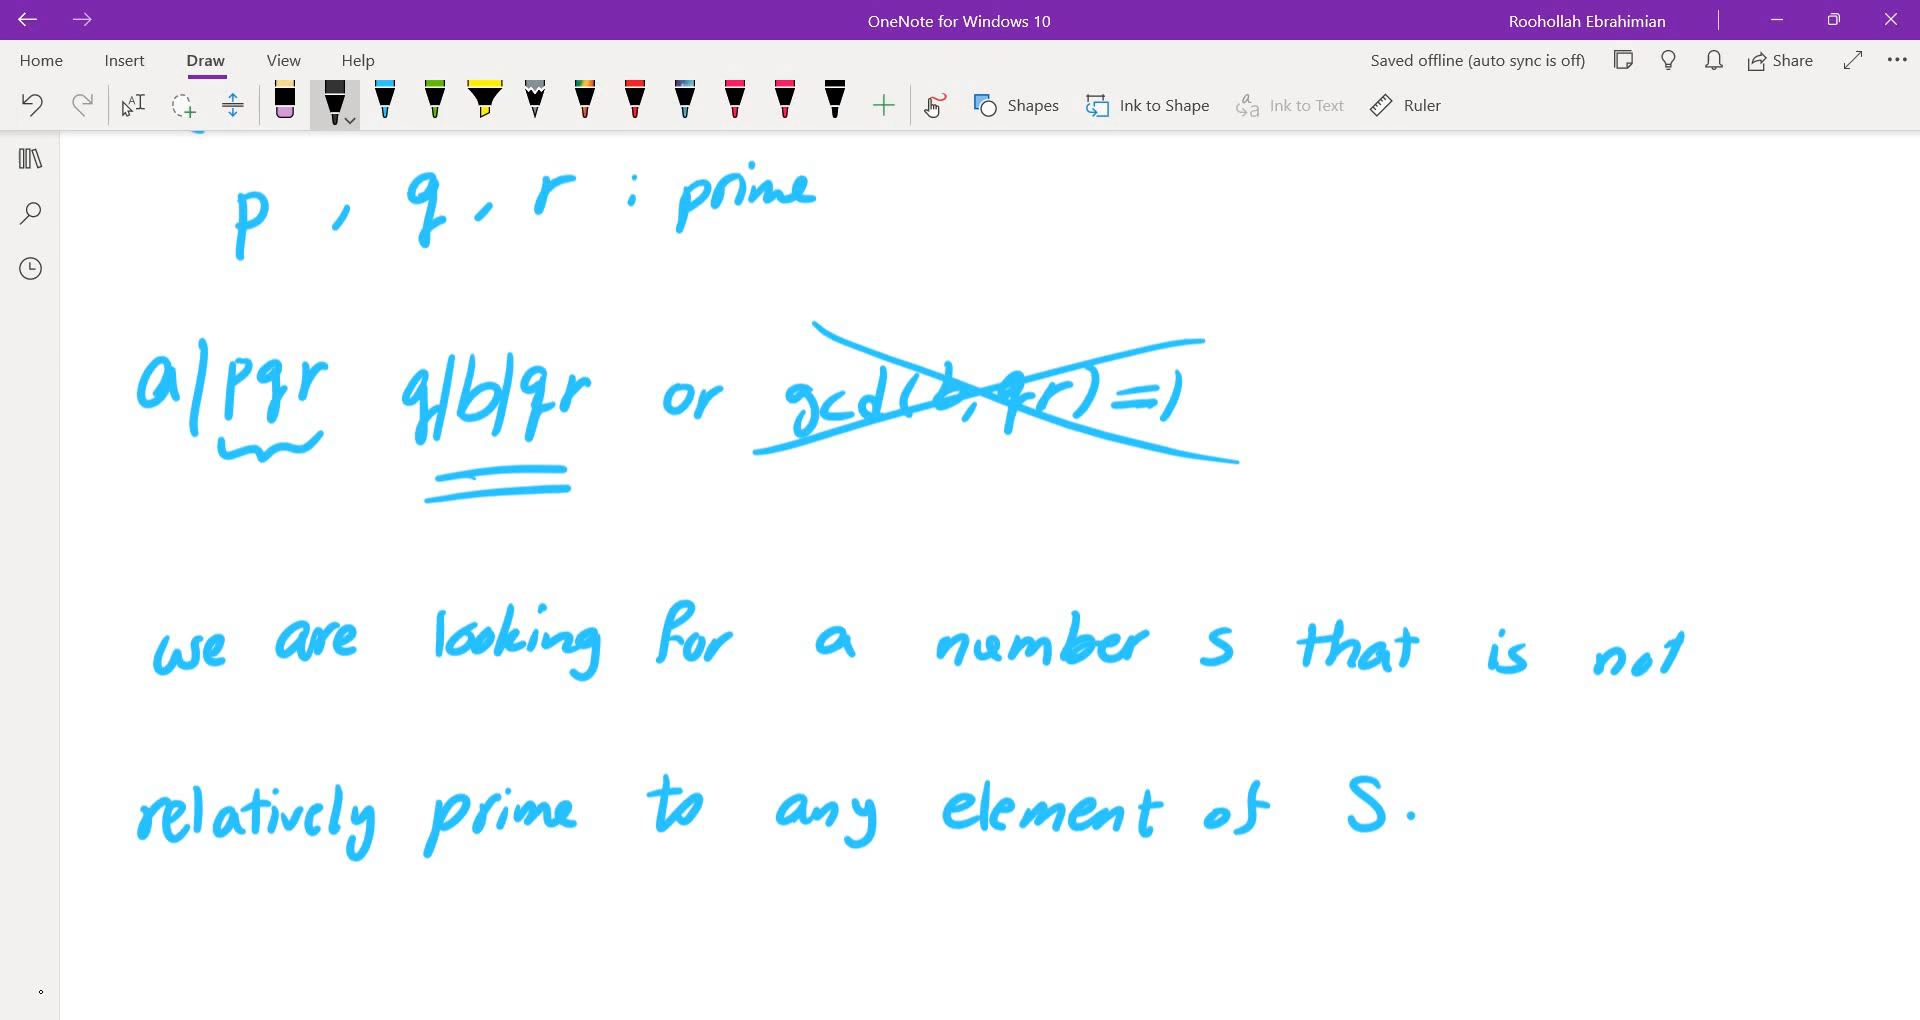 OneNote for Windows 10
Roohollah Ebrahimian
Home Insert Draw View Help
Saved offline (auto sync is off) Share
Shapes Ink to Shape Ink to Text Ruler
p , q , r : prime
a|pqr q|b|qr or gcd(b,qr)=1
we are looking for a number s that is not
relatively prime to any element of S.